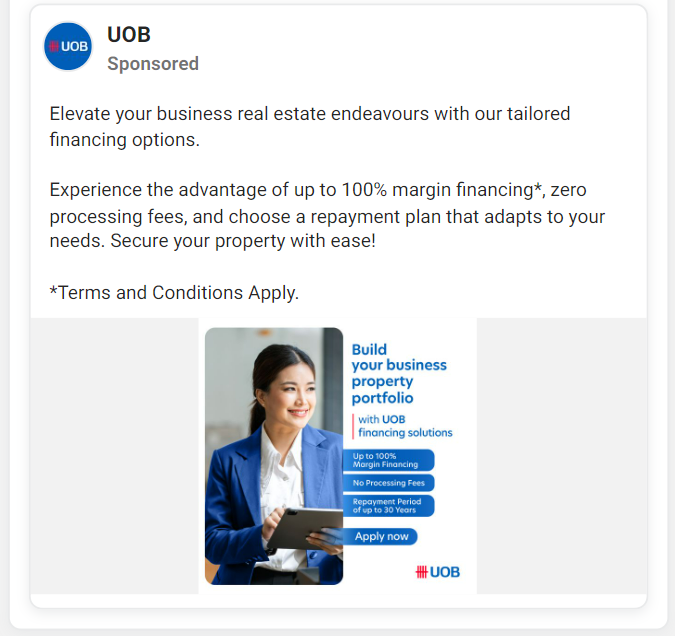 UOB
UOB
Sponsored
Elevate your business real estate endeavours with our tailored
financing options.
Experience the advantage of up to 100% margin financing*, zero
processing fees, and choose a repayment plan that adapts to your
needs. Secure your property with ease!
*Terms and Conditions Apply.
Build
your business
property
portfolio
with UOB
financing solutions
Up to 100%
Margin Financing
No Processing Fees
Repayment Period
of up to 30 Years
Apply now
UOB